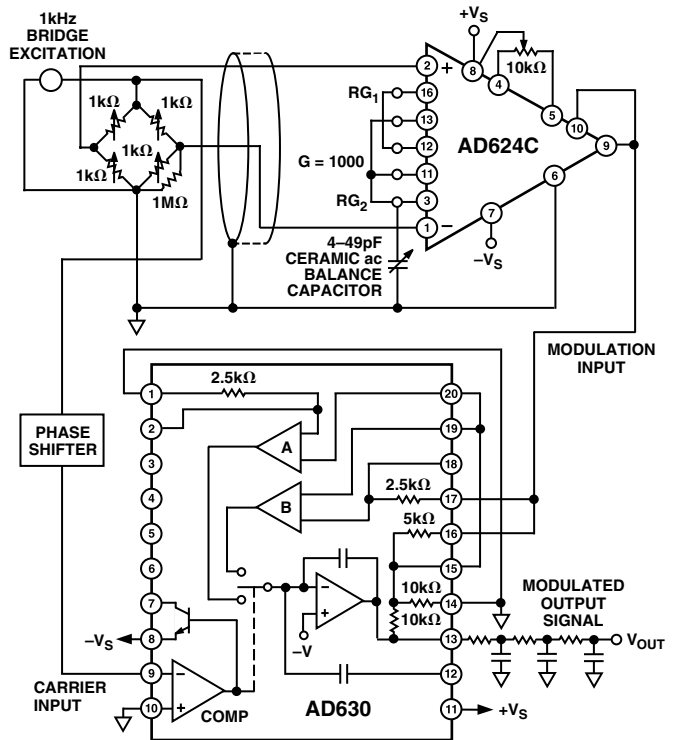 1kHz
BRIDGE
EXCITATION
1kΩ
1kΩ
1kΩ
1kΩ
1MΩ
+VS
8
4
10kΩ
2
+
16
RG1
13
12
G = 1000
11
RG2
3
1
–
AD624C
5
10
9
6
7
–VS
4–49pF
CERAMIC ac
BALANCE
CAPACITOR
MODULATION
INPUT
PHASE
SHIFTER
1
2.5kΩ
20
2
A
19
3
18
4
B
2.5kΩ
17
5
5kΩ
16
6
15
7
10kΩ
14
10kΩ
–
+
–V
–VS
8
13
MODULATED
OUTPUT
SIGNAL
VOUT
CARRIER
INPUT
9
–
12
10
+
COMP
AD630
11
+VS